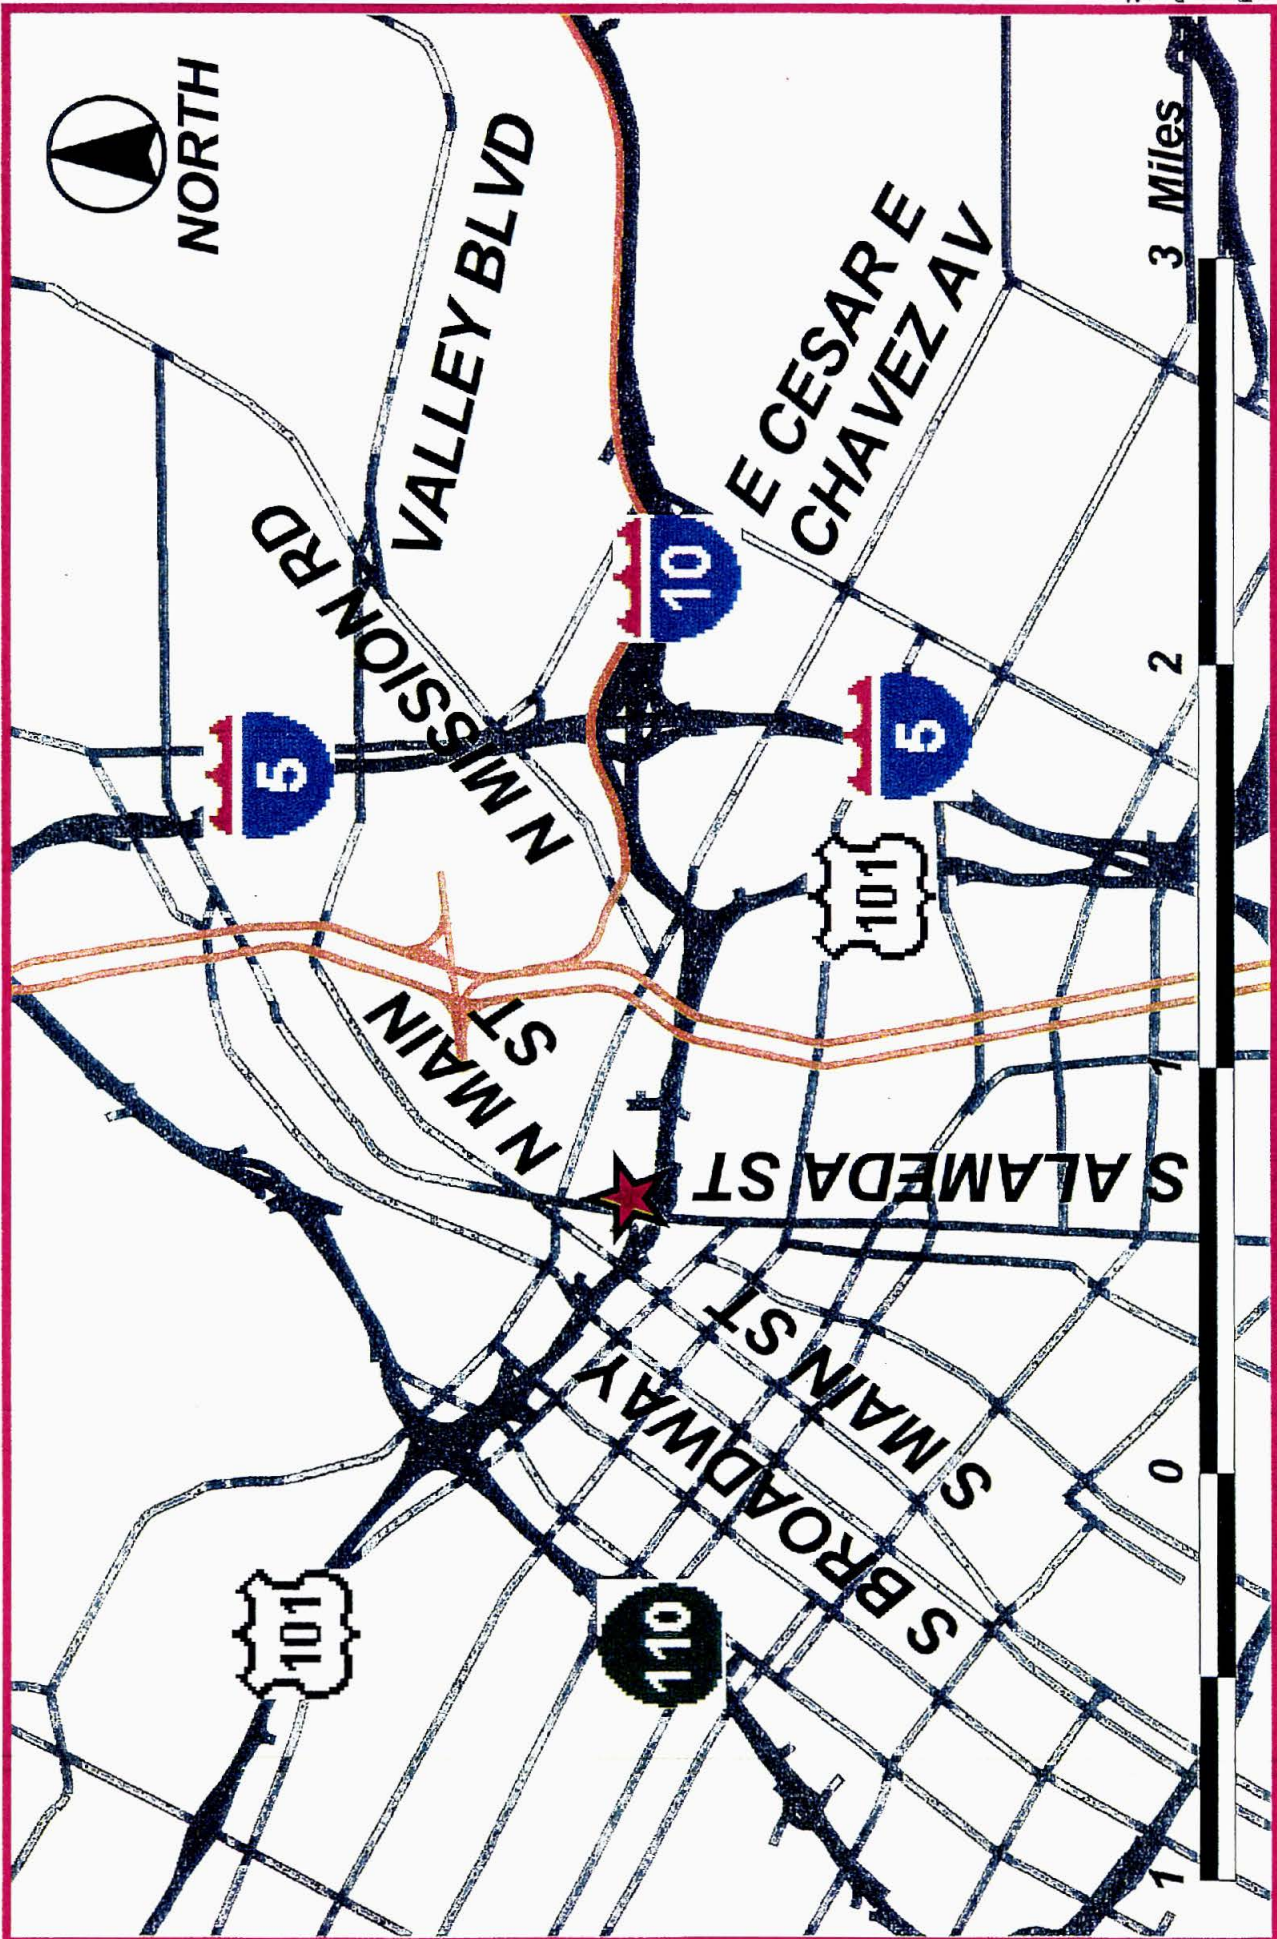 NORTH
VALLEY BLVD
N MISSION RD
5
10
E CESAR E
CHAVEZ AV
5
101
N MAIN
ST
S ALAMEDA ST
S MAIN ST
S BROADWAY
101
110
1 0 1 2 3 Miles